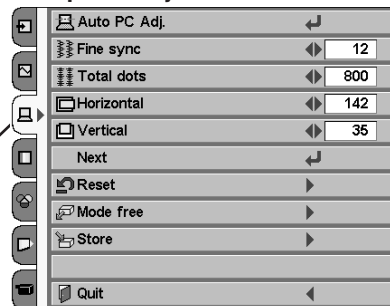 Auto PC Adj.
Fine sync 12
Total dots 800
Horizontal 142
Vertical 35
Next
Reset
Mode free
Store
Quit